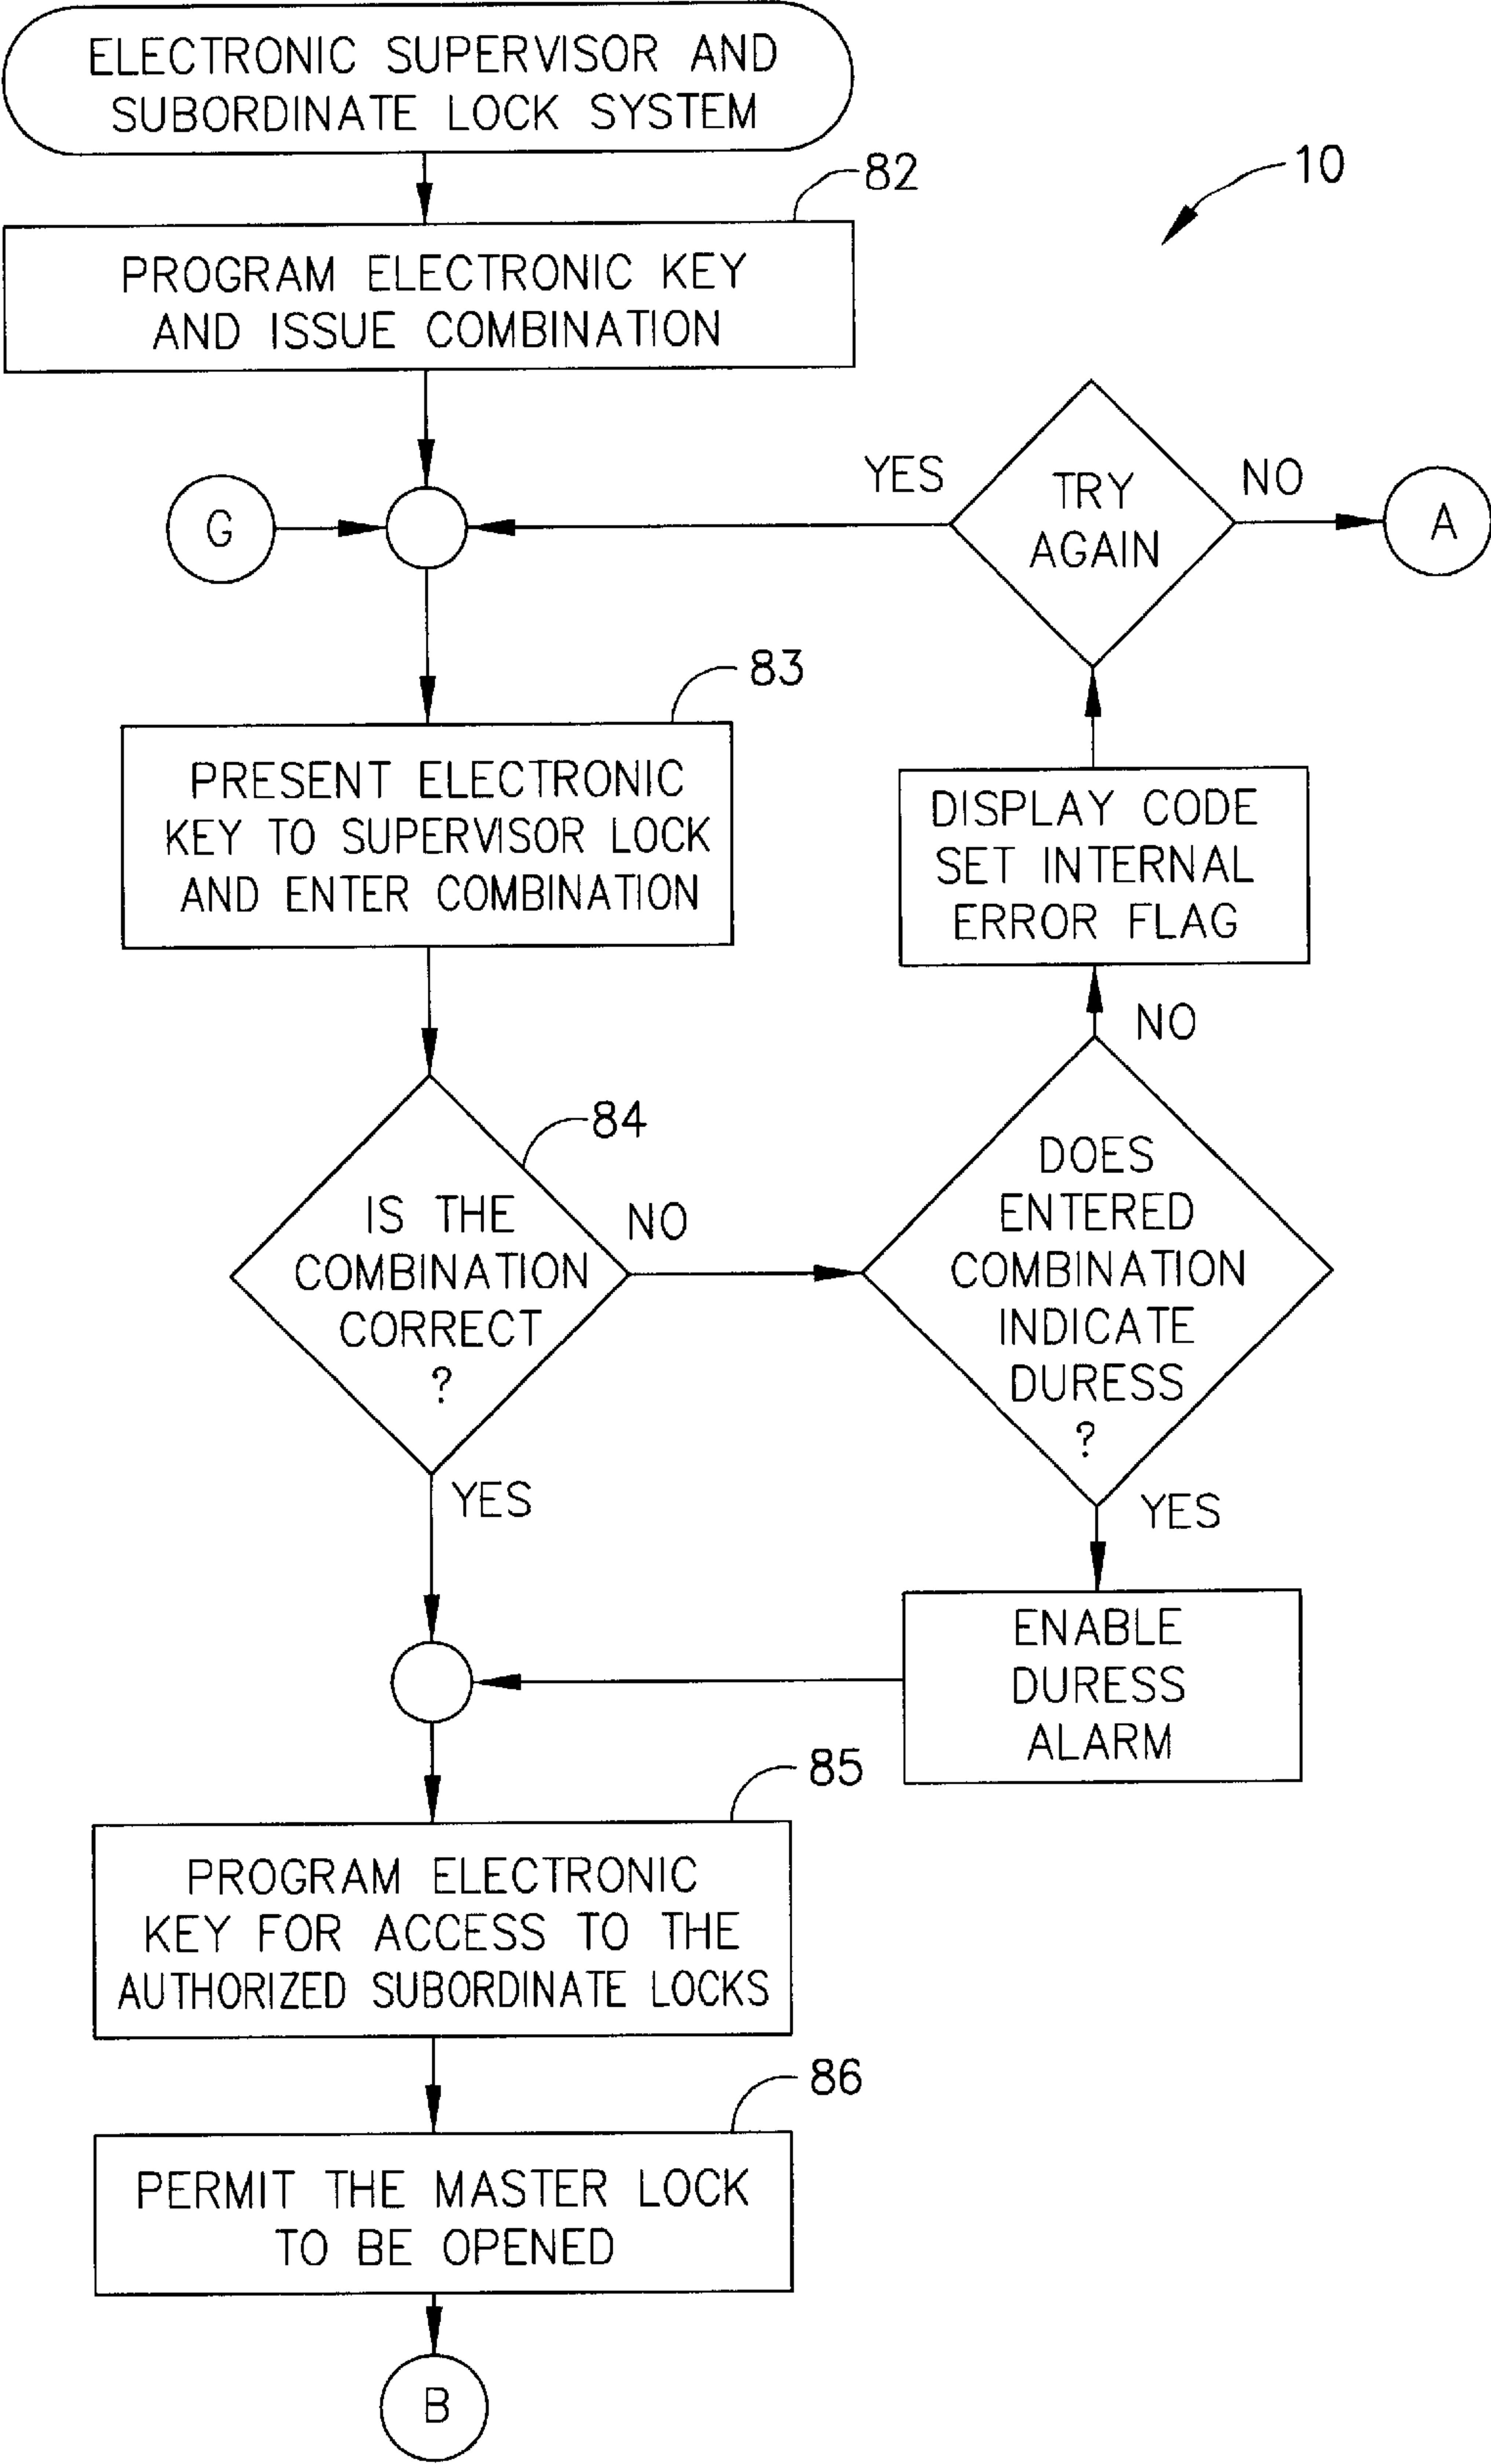 ELECTRONIC SUPERVISOR AND
SUBORDINATE LOCK SYSTEM
82
10
PROGRAM ELECTRONIC KEY
AND ISSUE COMBINATION
G
YES
TRY
AGAIN
NO
A
83
PRESENT ELECTRONIC
KEY TO SUPERVISOR LOCK
AND ENTER COMBINATION
DISPLAY CODE
SET INTERNAL
ERROR FLAG
NO
84
IS THE
COMBINATION
CORRECT
?
NO
DOES
ENTERED
COMBINATION
INDICATE
DURESS
?
YES
YES
ENABLE
DURESS
ALARM
85
PROGRAM ELECTRONIC
KEY FOR ACCESS TO THE
AUTHORIZED SUBORDINATE LOCKS
86
PERMIT THE MASTER LOCK
TO BE OPENED
B